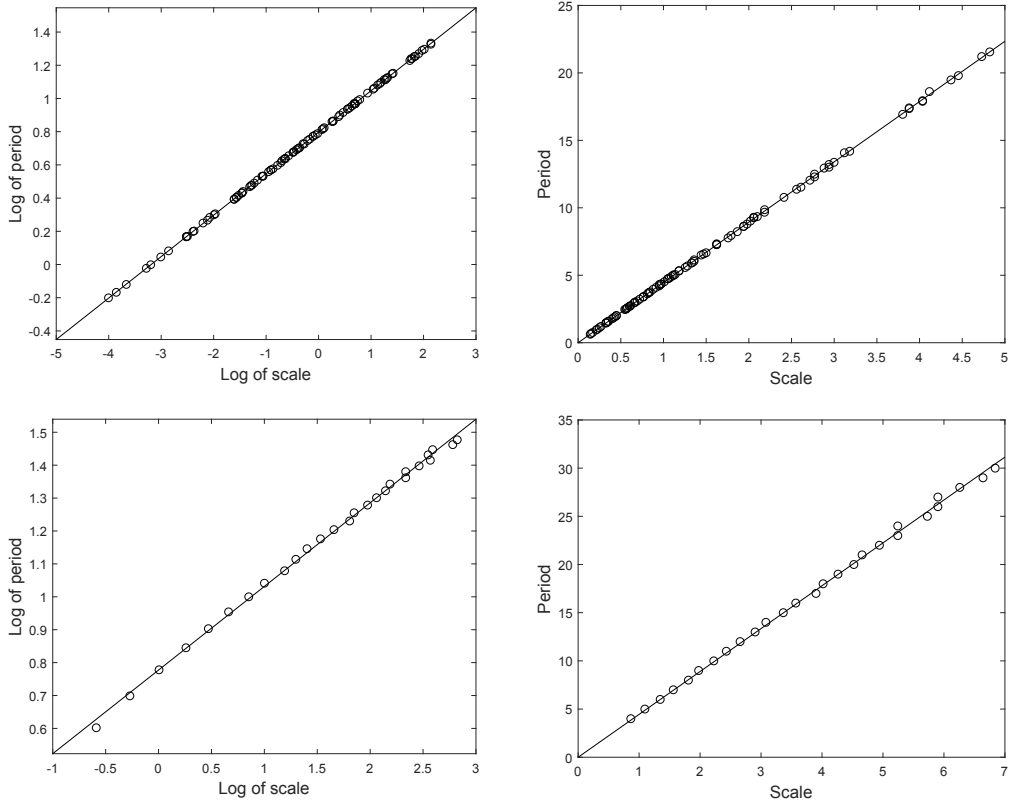 1.4
1.2
1
0.8
0.6
0.4
0.2
0
-0.2
-0.4
Log of period
-5 -4 -3 -2 -1 0 1 2 3
Log of scale
25
20
15
10
5
0
Period
0 0.5 1 1.5 2 2.5 3 3.5 4 4.5 5
Scale
1.5
1.4
1.3
1.2
1.1
1
0.9
0.8
0.7
0.6
Log of period
-1 -0.5 0 0.5 1 1.5 2 2.5 3
Log of scale
35
30
25
20
15
10
5
0
Period
0 1 2 3 4 5 6 7
Scale